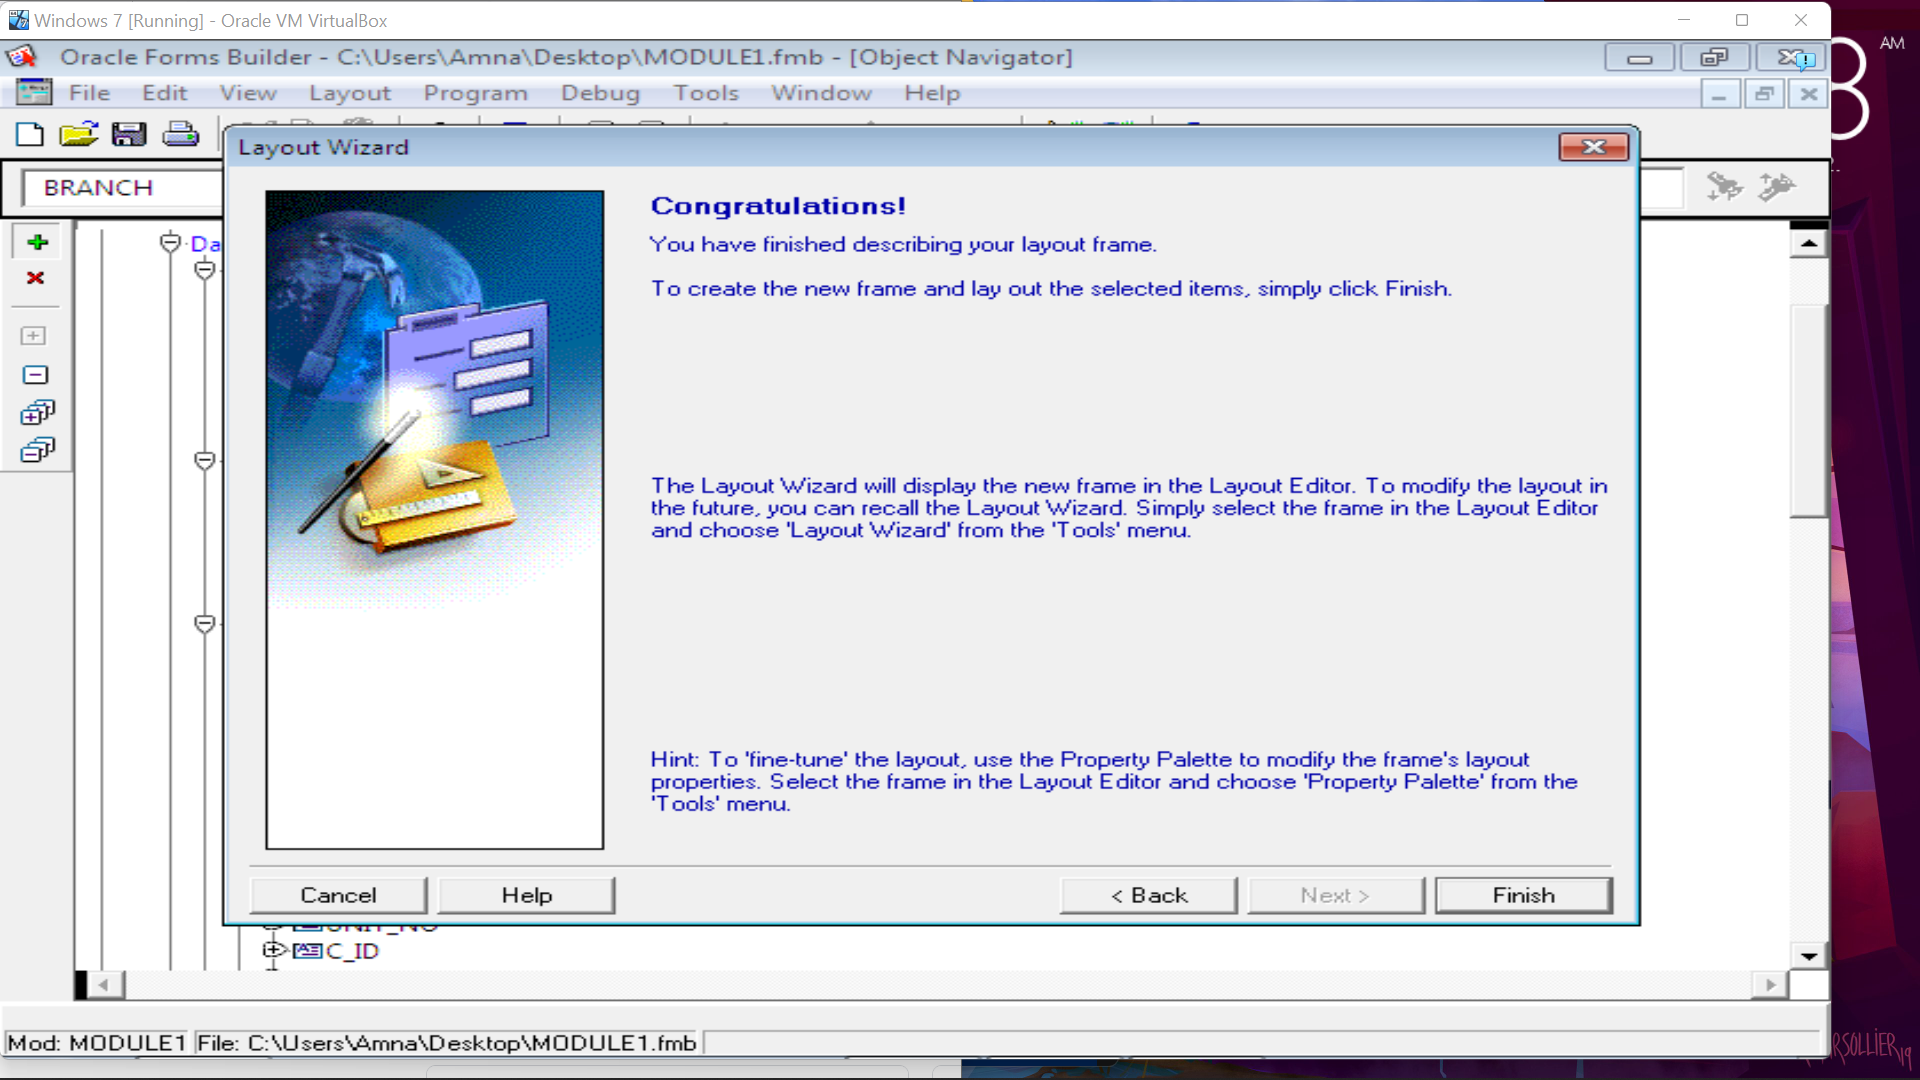 Windows 7 [Running] - Oracle VM VirtualBox
AM
Oracle Forms Builder - C:\Users\Amna\Desktop\MODULE1.fmb - [Object Navigator]
File Edit View Layout Program Debug Tools Window Help
Layout Wizard
BRANCH
Congratulations!
Da
You have finished describing your layout frame.
To create the new frame and lay out the selected items, simply click Finish.
The Layout Wizard will display the new frame in the Layout Editor. To modify the layout in
the future, you can recall the Layout Wizard. Simply select the frame in the Layout Editor
and choose 'Layout Wizard' from the 'Tools' menu.
Hint: To 'fine-tune' the layout, use the Property Palette to modify the frame's layout
properties. Select the frame in the Layout Editor and choose 'Property Palette' from the
'Tools' menu.
Cancel Help < Back Next > Finish
UNIT_NO
C_ID
Mod: MODULE1 File: C:\Users\Amna\Desktop\MODULE1.fmb